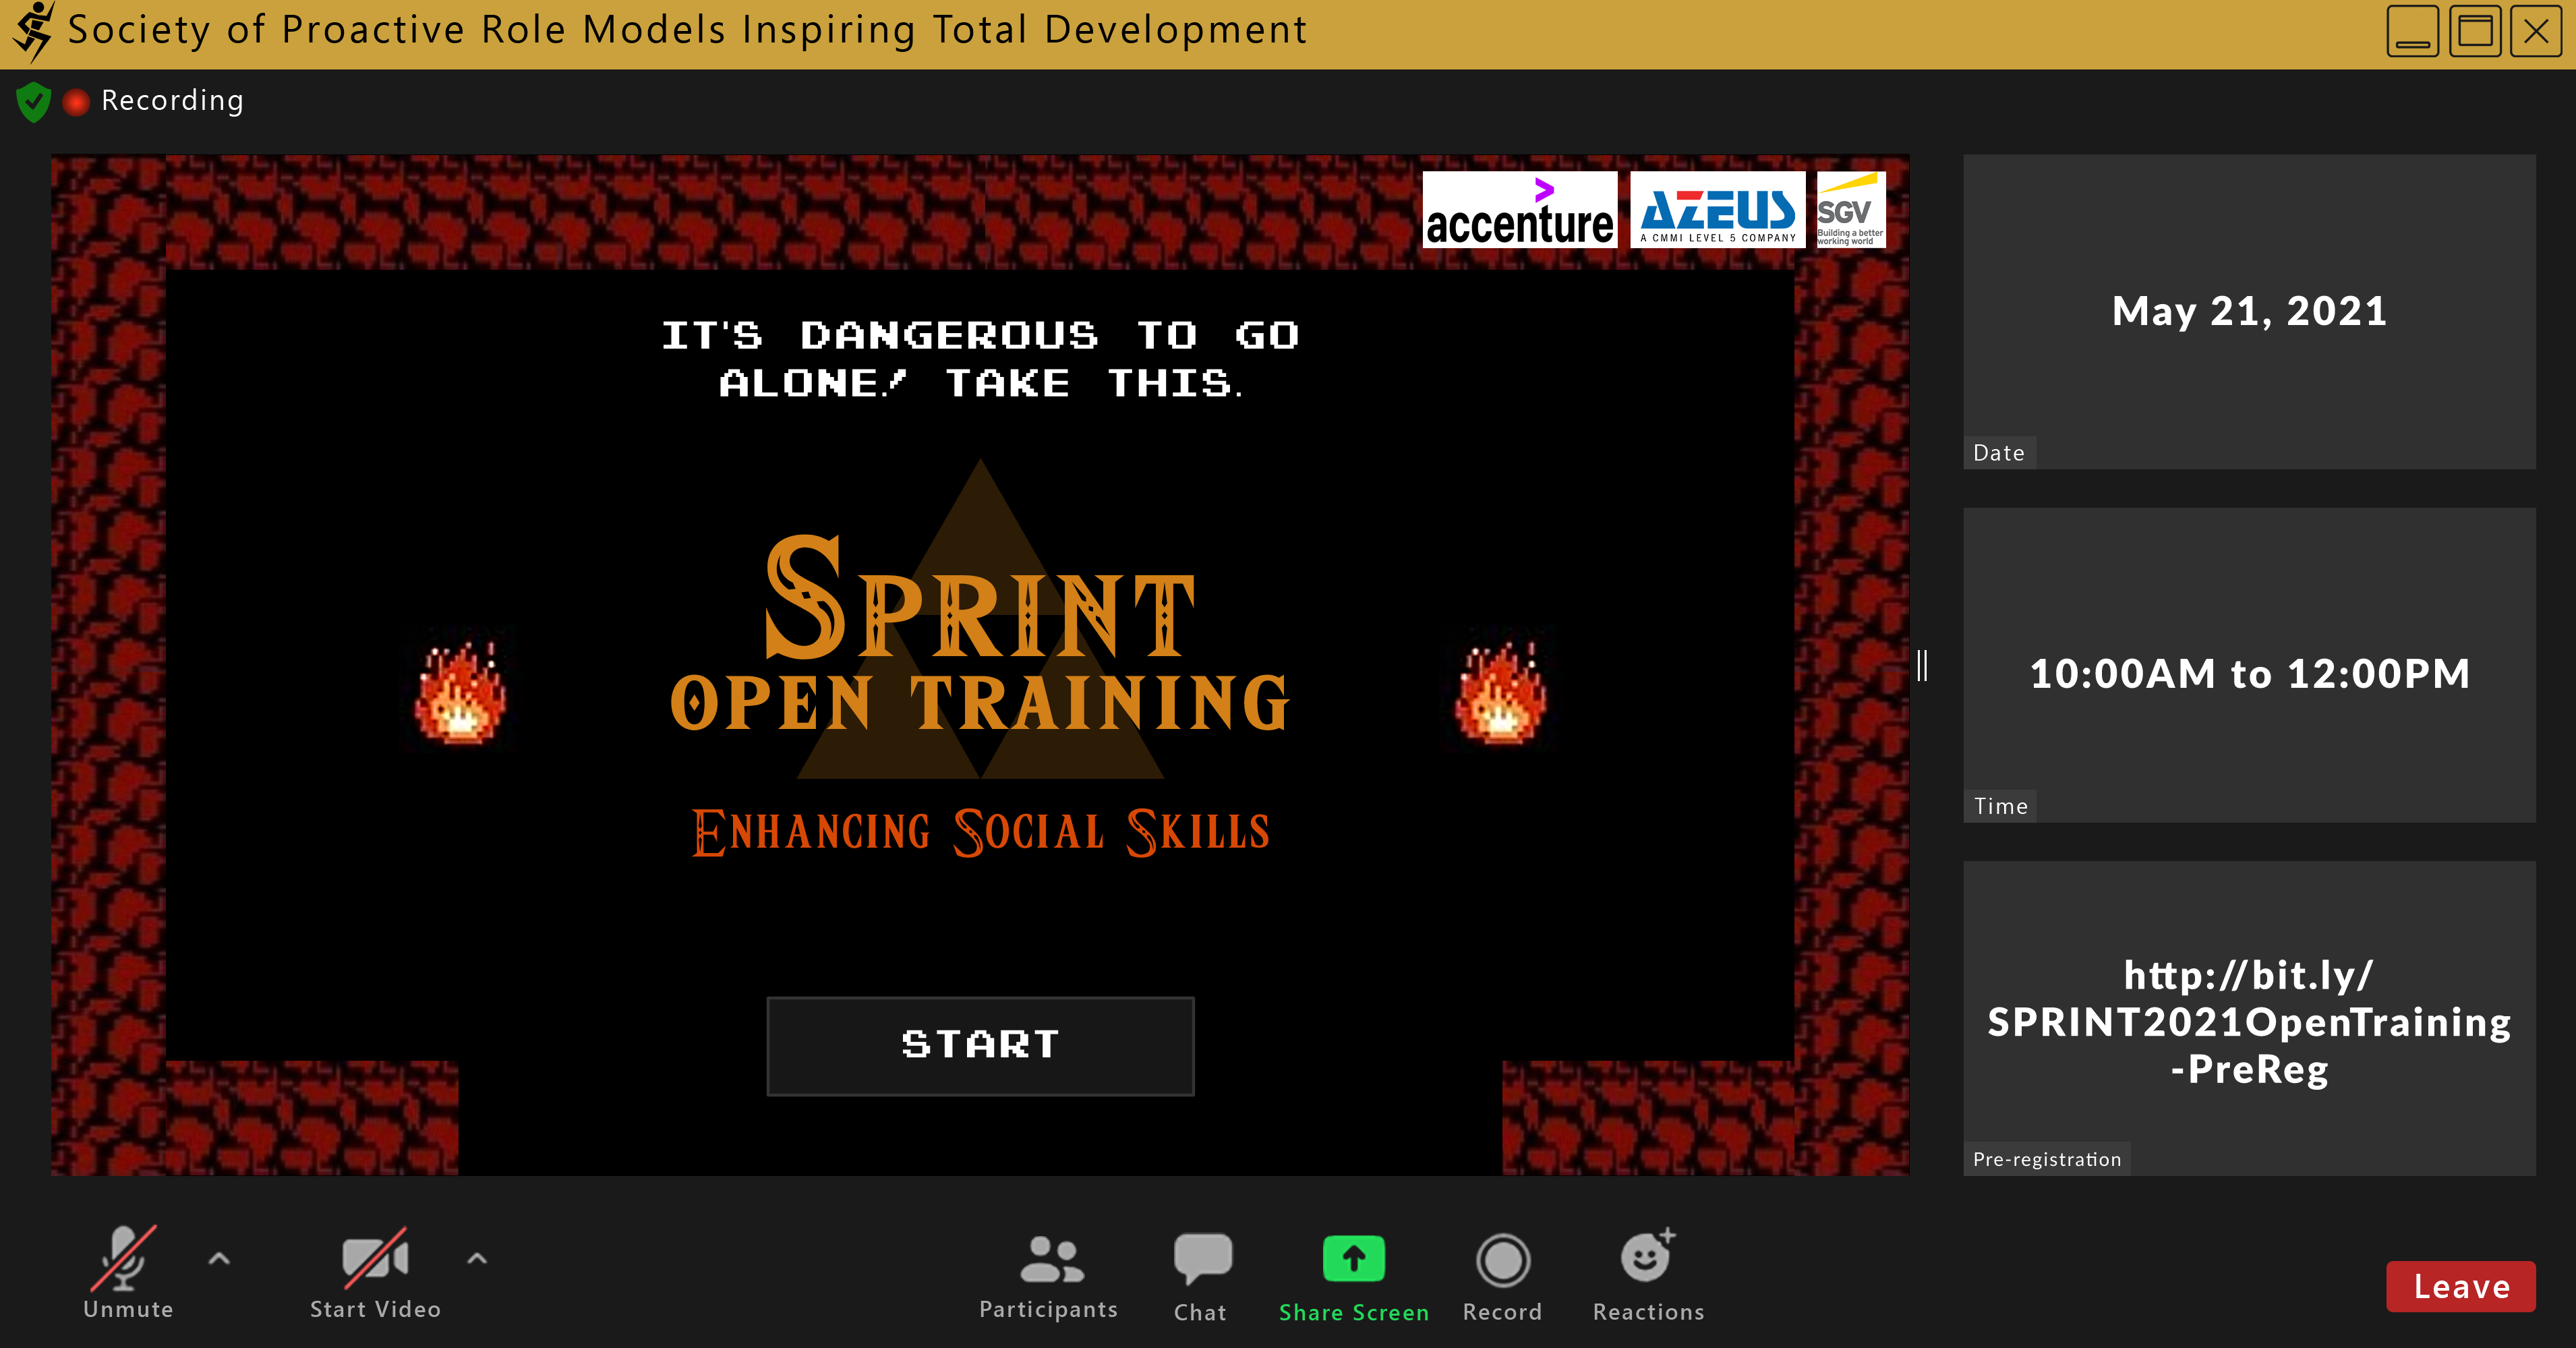 Society of Proactive Role Models Inspiring Total Development
Recording
accenture
AZEUS
A CMMI LEVEL 5 COMPANY
SGV
Building a better
working world
IT'S DANGEROUS TO GO
ALONE! TAKE THIS.
SPRINT
OPEN TRAINING
ENHANCING SOCIAL SKILLS
START
May 21, 2021
Date
10:00AM to 12:00PM
Time
http://bit.ly/
SPRINT2021OpenTraining
-PreReg
Pre-registration
Unmute
Start Video
Participants
Chat
Share Screen
Record
Reactions
Leave